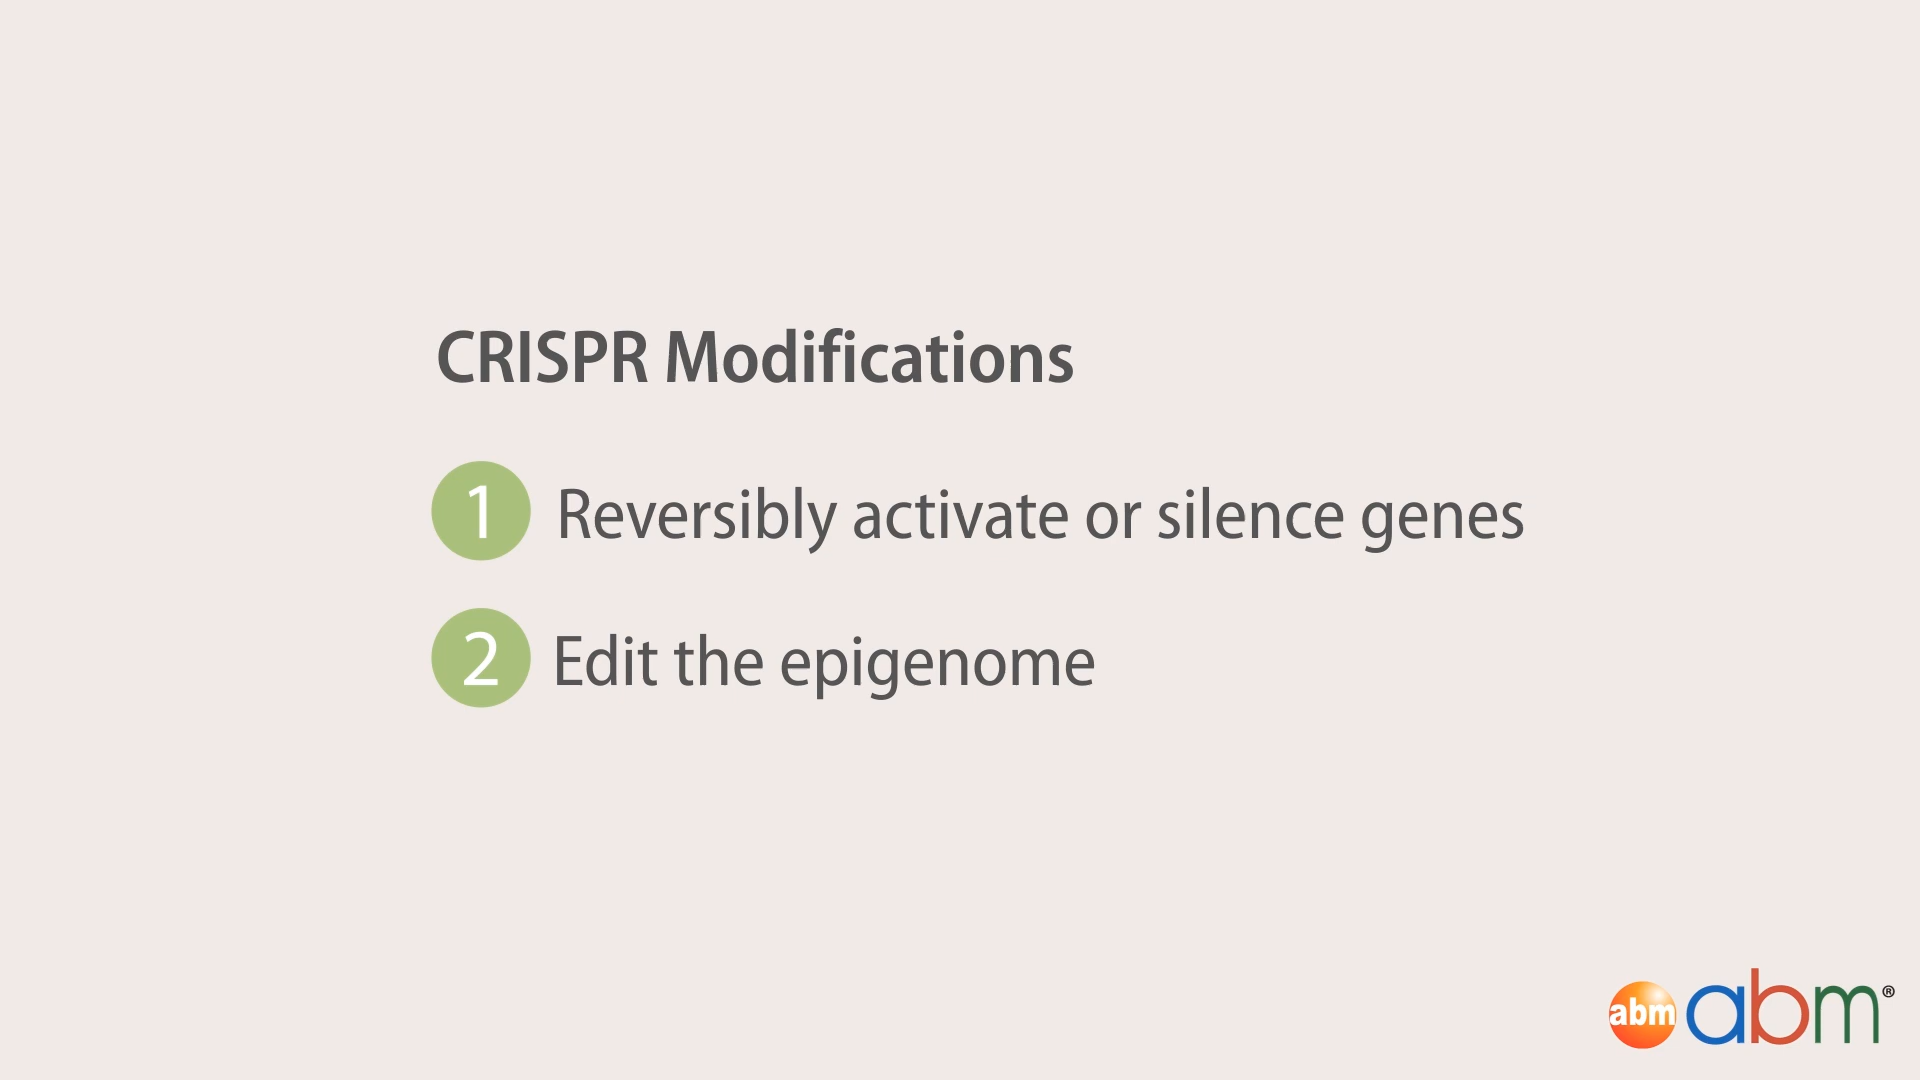 CRISPR Modifications
1 Reversibly activate or silence genes
2 Edit the epigenome
abm abm®